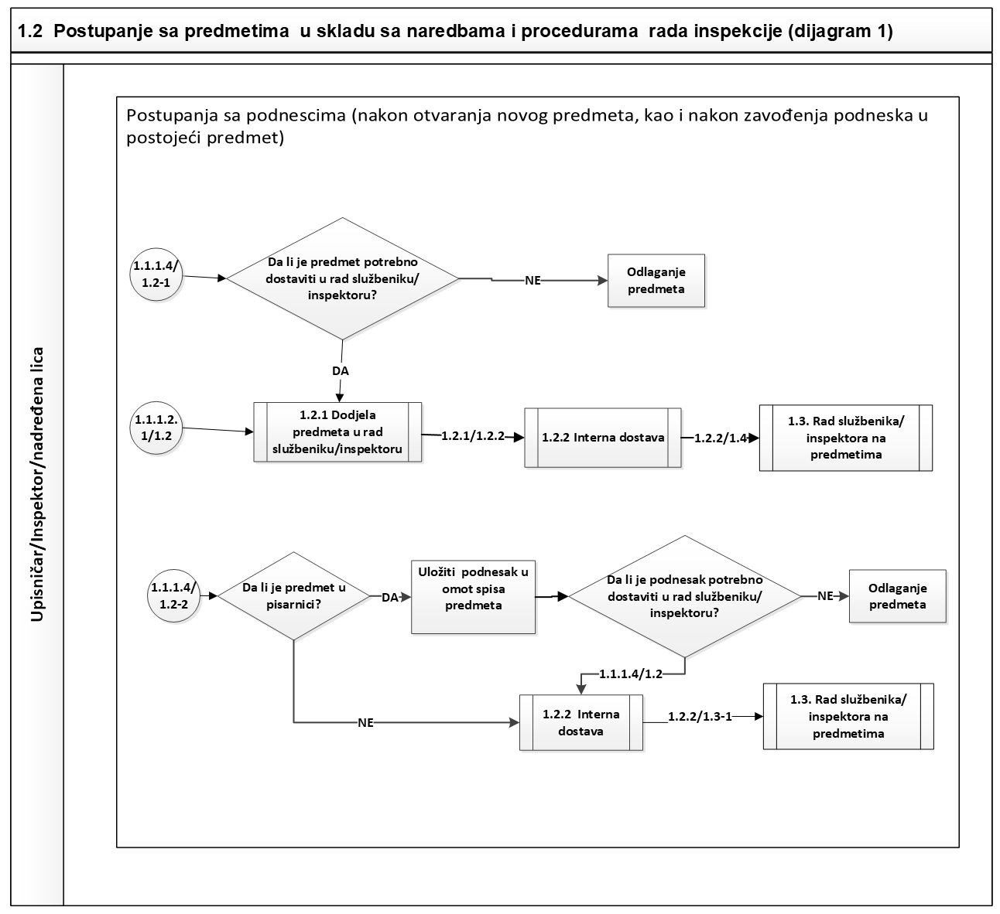 1.2  Postupanje sa predmetima  u skladu sa naredbama i procedurama  rada inspekcije (dijagram 1)
Upisničar/Inspektor/nadređena lica
Postupanja sa podnescima (nakon otvaranja novog predmeta, kao i nakon zavođenja podneska u
postojeći predmet)
1.1.1.4/
1.2-1
Da li je predmet potrebno
dostaviti u rad službeniku/
inspektoru?
NE
Odlaganje
predmeta
DA
1.1.1.2.
1/1.2
1.2.1 Dodjela
predmeta u rad
službeniku/inspektoru
1.2.1/1.2.2
1.2.2 Interna dostava
1.2.2/1.4
1.3. Rad službenika/
inspektora na
predmetima
1.1.1.4/
1.2-2
Da li je predmet u
pisarnici?
DA
Uložiti  podnesak u
omot spisa
predmeta
Da li je podnesak potrebno
dostaviti u rad službeniku/
inspektoru?
NE
Odlaganje
predmeta
1.1.1.4/1.2
NE
1.2.2  Interna
dostava
1.2.2/1.3-1
1.3. Rad službenika/
inspektora na
predmetima